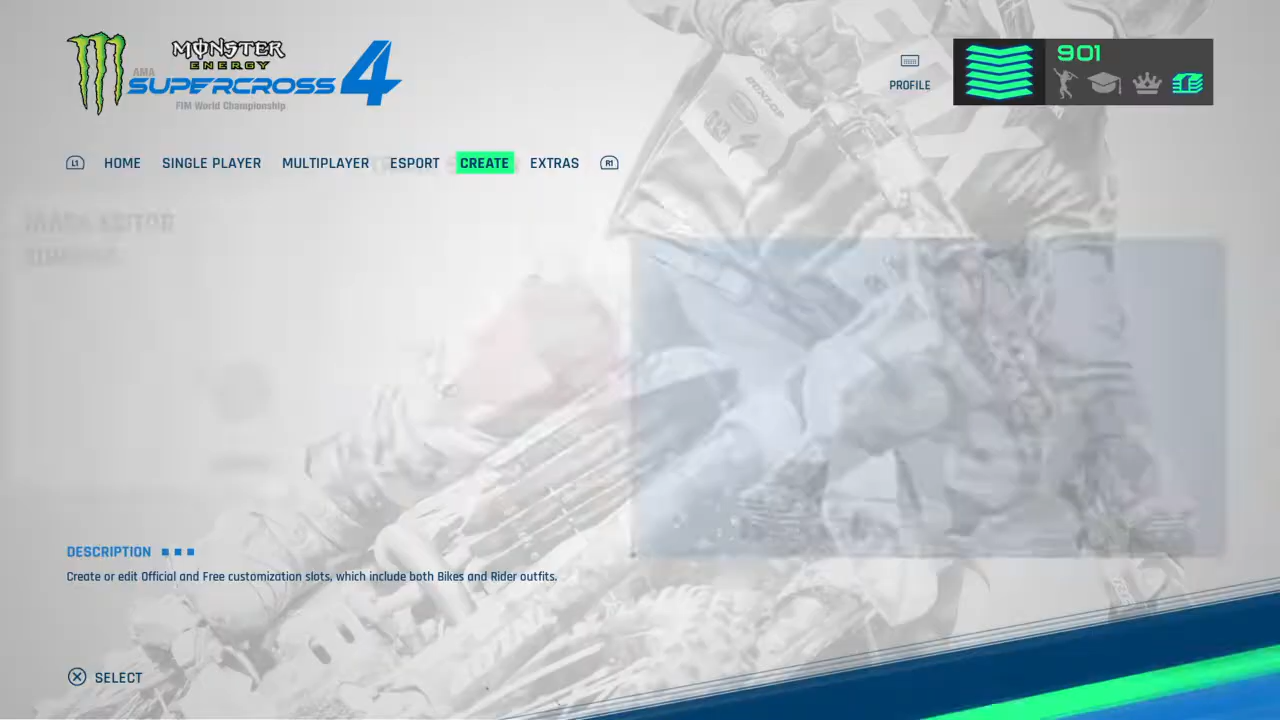 MONSTER
ENERGY
AMA
SUPERCROSS 4
FIM World Championship
PROFILE
901
L1 HOME SINGLE PLAYER MULTIPLAYER ESPORT CREATE EXTRAS R1
DESCRIPTION
Create or edit Official and Free customization slots, which include both Bikes and Rider outfits.
SELECT
DUNLOP